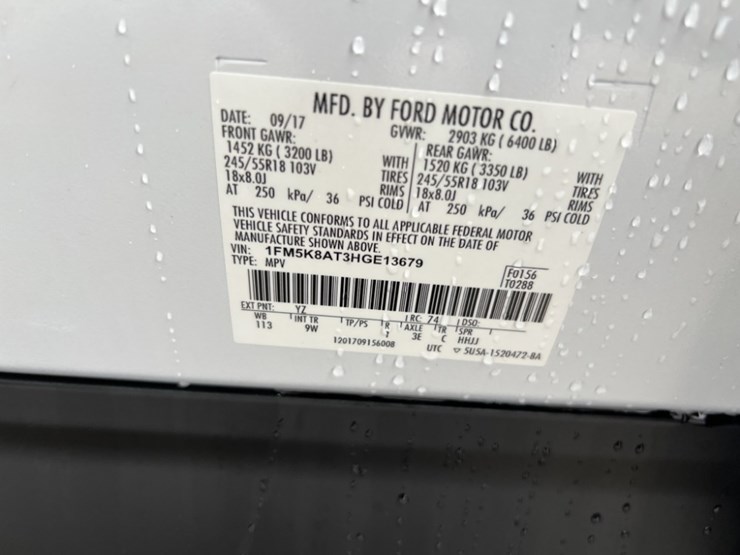 MFD. BY FORD MOTOR CO.
DATE: 09/17 GVWR: 2903 KG ( 6400 LB)
FRONT GAWR: REAR GAWR:
1452 KG ( 3200 LB) WITH 1520 KG ( 3350 LB) WITH
245/55R18 103V TIRES 245/55R18 103V TIRES
18x8.0J RIMS 18x8.0J RIMS
AT 250 kPa/ 36 PSI COLD AT 250 kPa/ 36 PSI COLD
THIS VEHICLE CONFORMS TO ALL APPLICABLE FEDERAL MOTOR
VEHICLE SAFETY STANDARDS IN EFFECT ON THE DATE OF
MANUFACTURE SHOWN ABOVE.
VIN: 1FM5K8AT3HGE13679
TYPE: MPV
F0156
T0288
EXT PNT: YZ RC: 74 DSO:
WB INT TR TP/PS R AXLE TR SPR
113 9W 1 3E C HHJJ
1201709156008 UTC ▽ 5U5A-1520472-BA